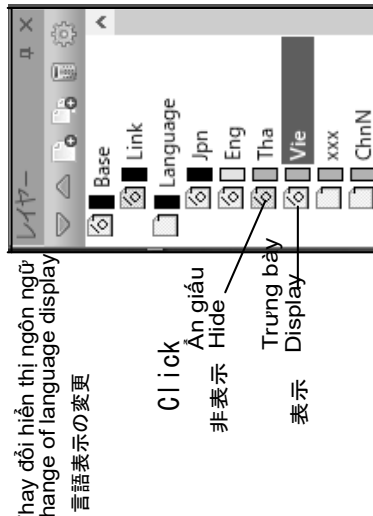 hay đổi hiển thị ngôn ngữ
hange of language display
言語表示の変更
Click
Ẩn giấu
非表示 Hide
Trưng bày
Display
表示
レイヤー
Base
Link
Language
Jpn
Eng
Tha
Vie
xxx
ChnN